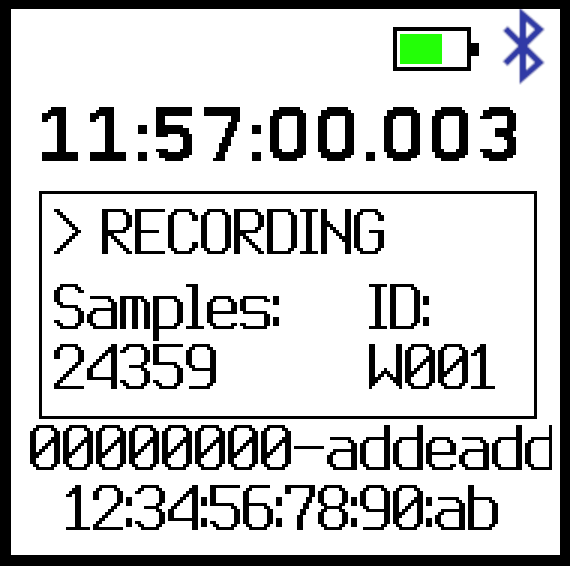 11:57:00.003
> RECORDING
Samples: ID:
24359 W001
00000000-addeadd
12:34:56:78:90:ab